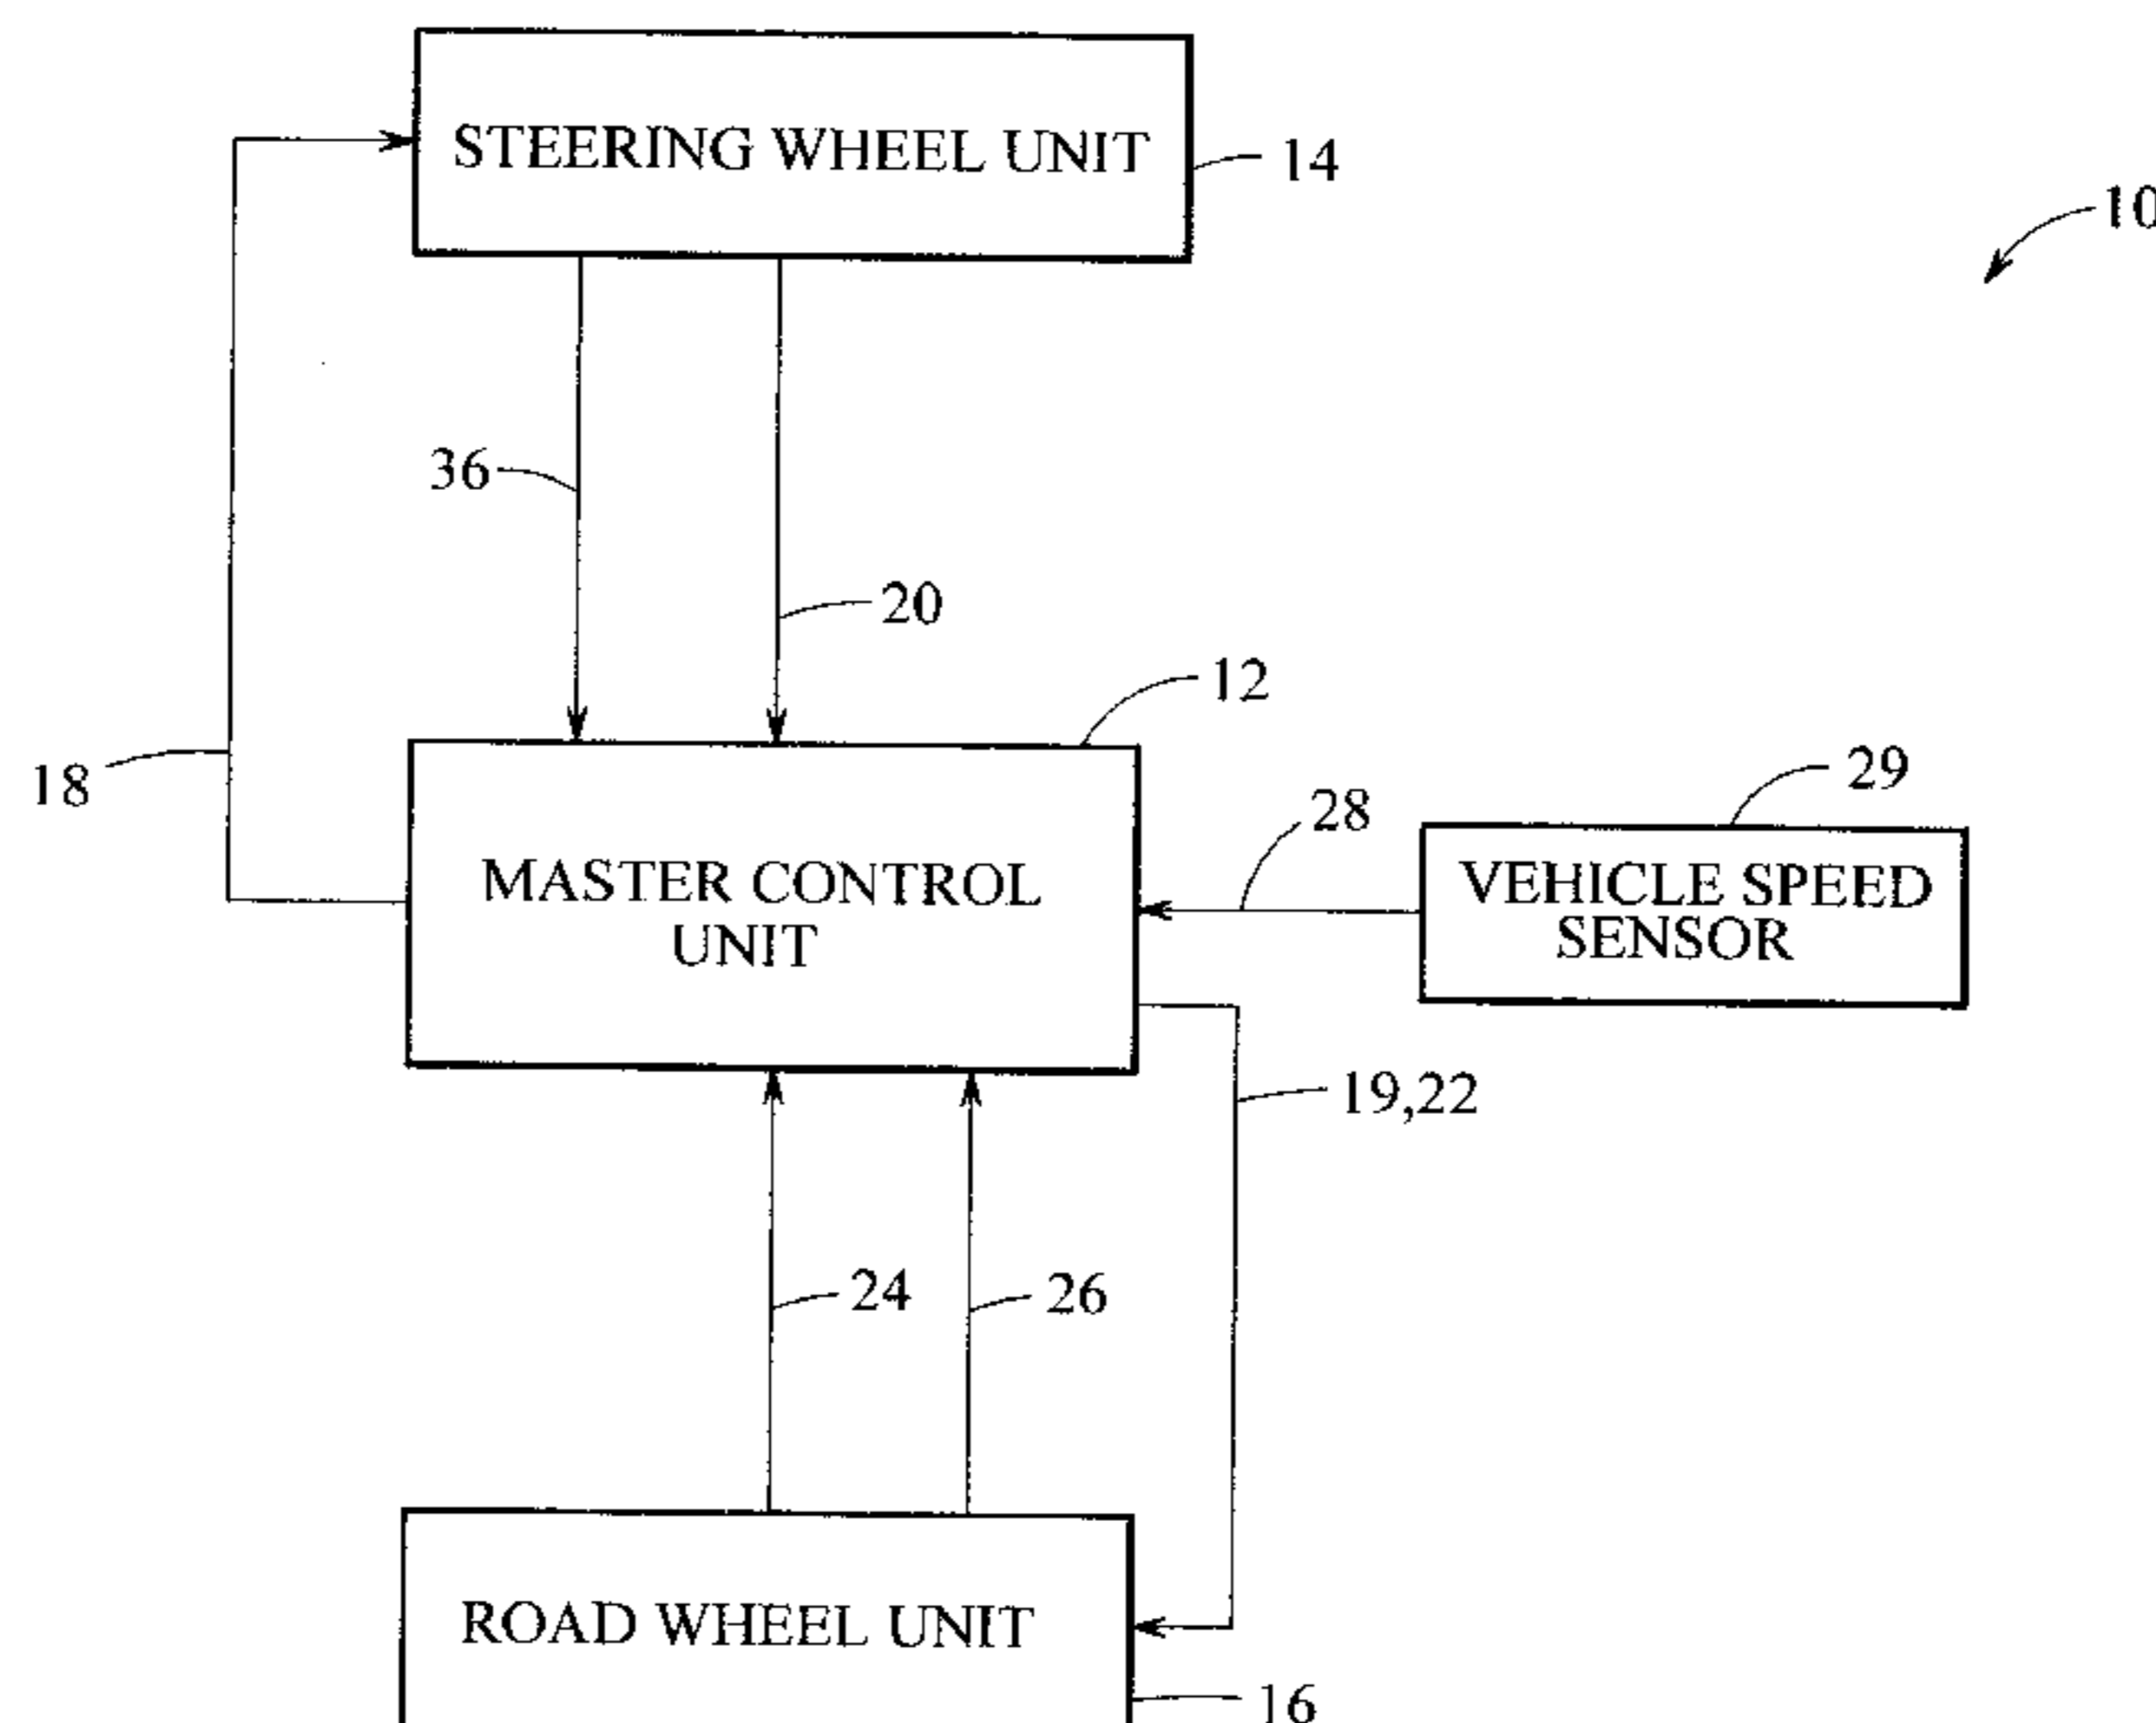 STEERING WHEEL UNIT
14
10
36
20
12
18
28
29
MASTER CONTROL
UNIT
VEHICLE SPEED
SENSOR
19,22
24
26
ROAD WHEEL UNIT
16